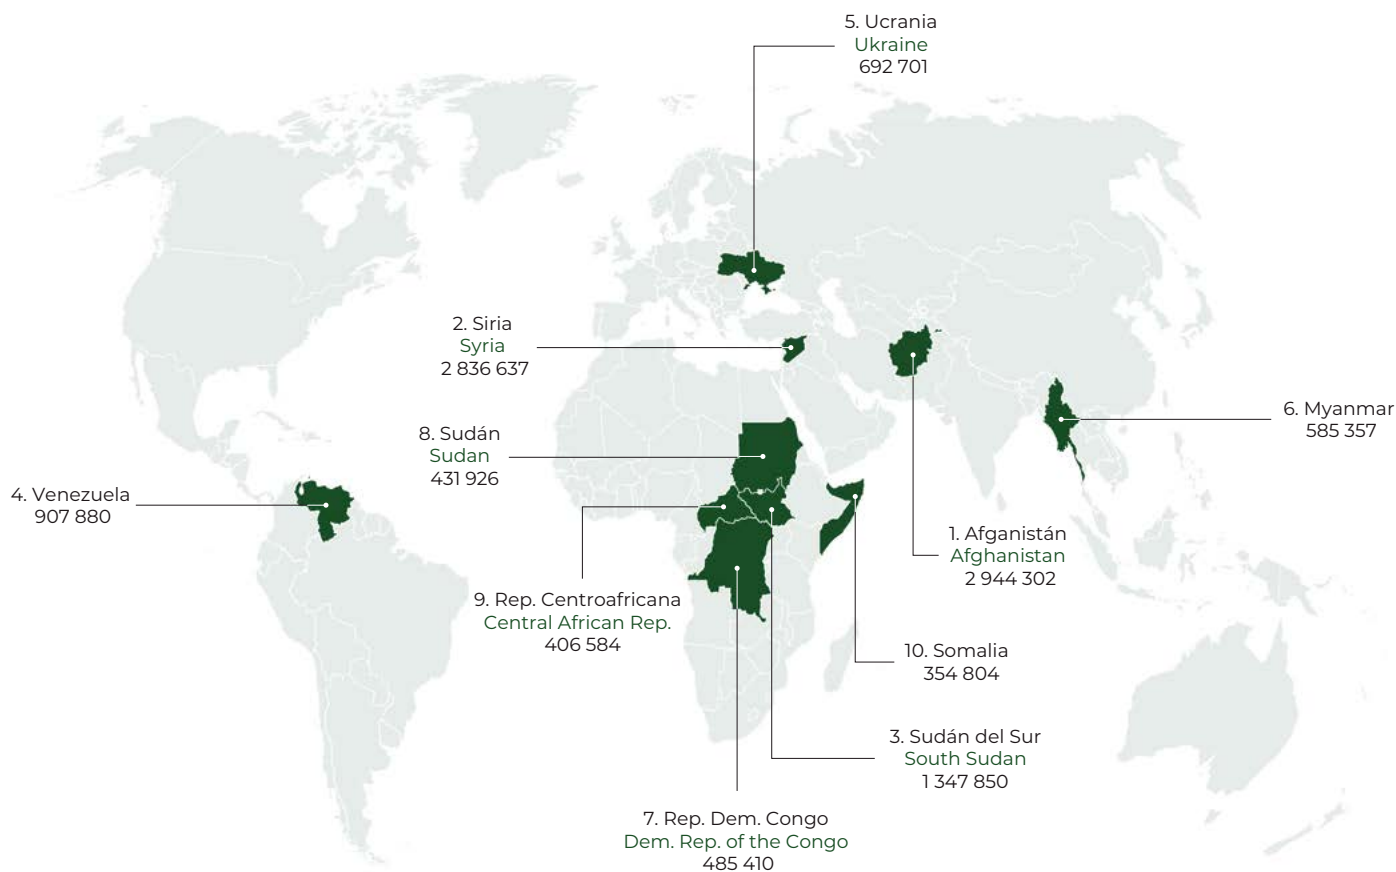 5. Ucrania
Ukraine
692 701
2. Siria
Syria
2 836 637
6. Myanmar
585 357
8. Sudán
Sudan
431 926
4. Venezuela
907 880
1. Afganistán
Afghanistan
2 944 302
9. Rep. Centroafricana
Central African Rep.
406 584
10. Somalia
354 804
3. Sudán del Sur
South Sudan
1 347 850
7. Rep. Dem. Congo
Dem. Rep. of the Congo
485 410